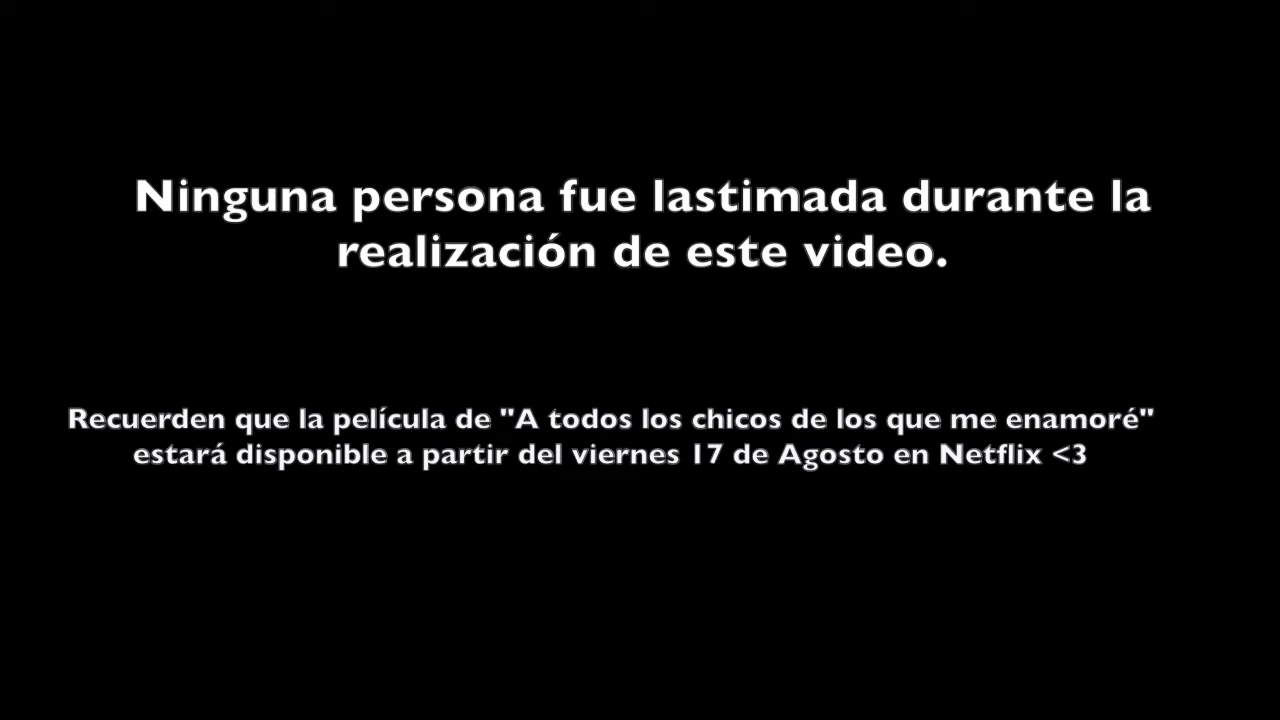 Ninguna persona fue lastimada durante la
realización de este video.
Recuerden que la película de "A todos los chicos de los que me enamoré"
estará disponible a partir del viernes 17 de Agosto en Netflix <3